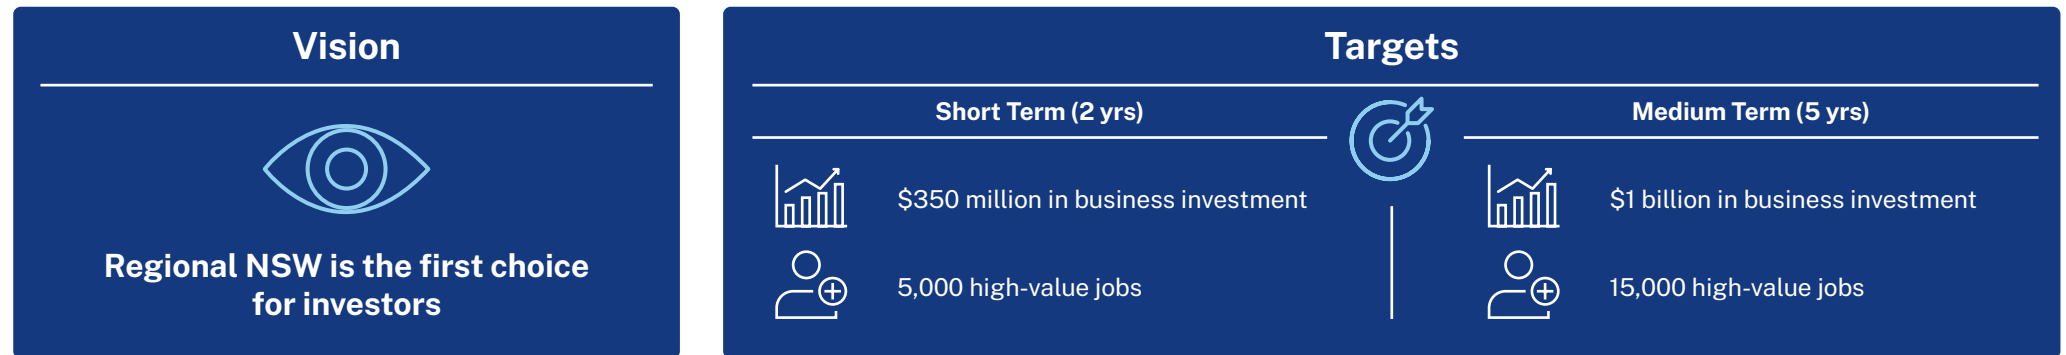 Vision
Regional NSW is the first choice
for investors
Targets
Short Term (2 yrs)
$350 million in business investment
5,000 high-value jobs
Medium Term (5 yrs)
$1 billion in business investment
15,000 high-value jobs